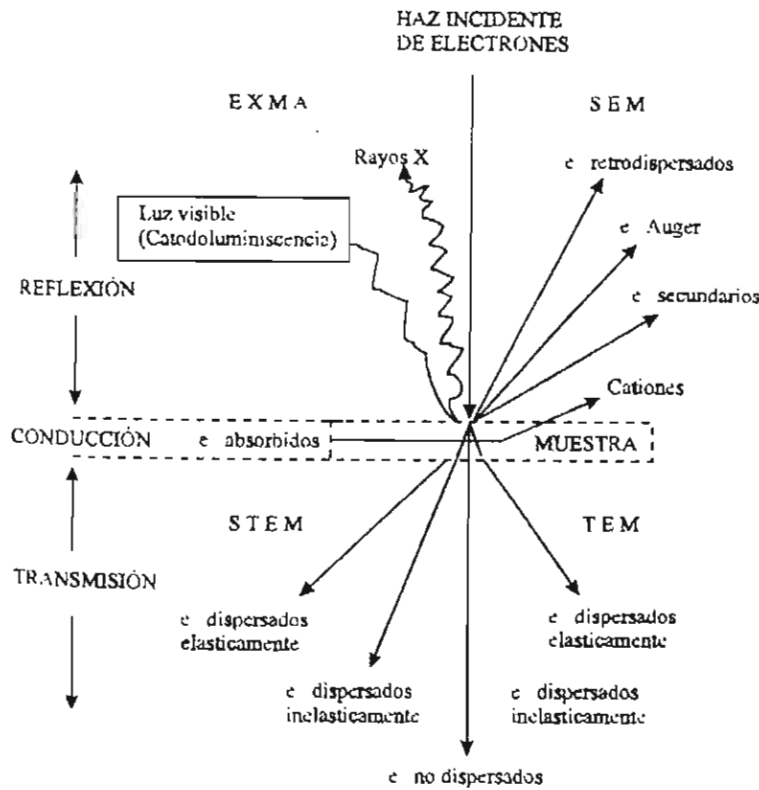 HAZ INCIDENTE
DE ELECTRONES
EXMA
SEM
Rayos X
e retrodispersados
Luz visible
(Catodoluminiscencia)
e Auger
REFLEXIÓN
e secundarios
Cationes
CONDUCCIÓN
e absorbidos
MUESTRA
STEM
TEM
TRANSMISIÓN
e dispersados
elasticamente
e dispersados
elasticamente
e dispersados
inelasticamente
e dispersados
inelasticamente
e no dispersados